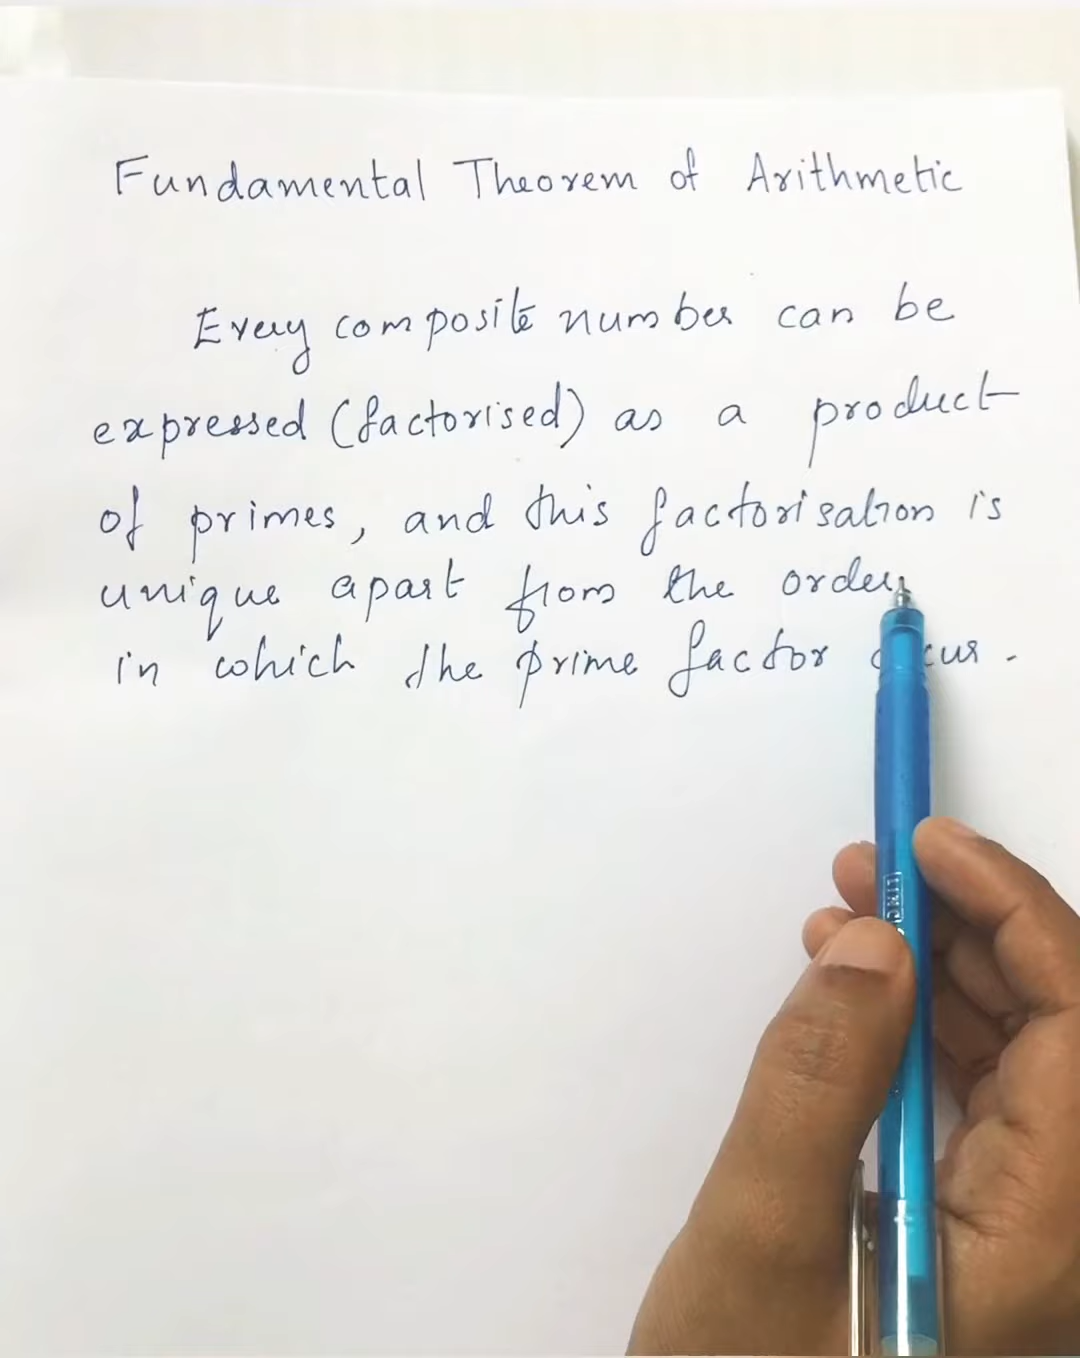 Fundamental Theorem of Arithmetic
Every composite number can be
expressed (factorised) as a product
of primes, and this factorisation is
unique apart from the order
in which the prime factor